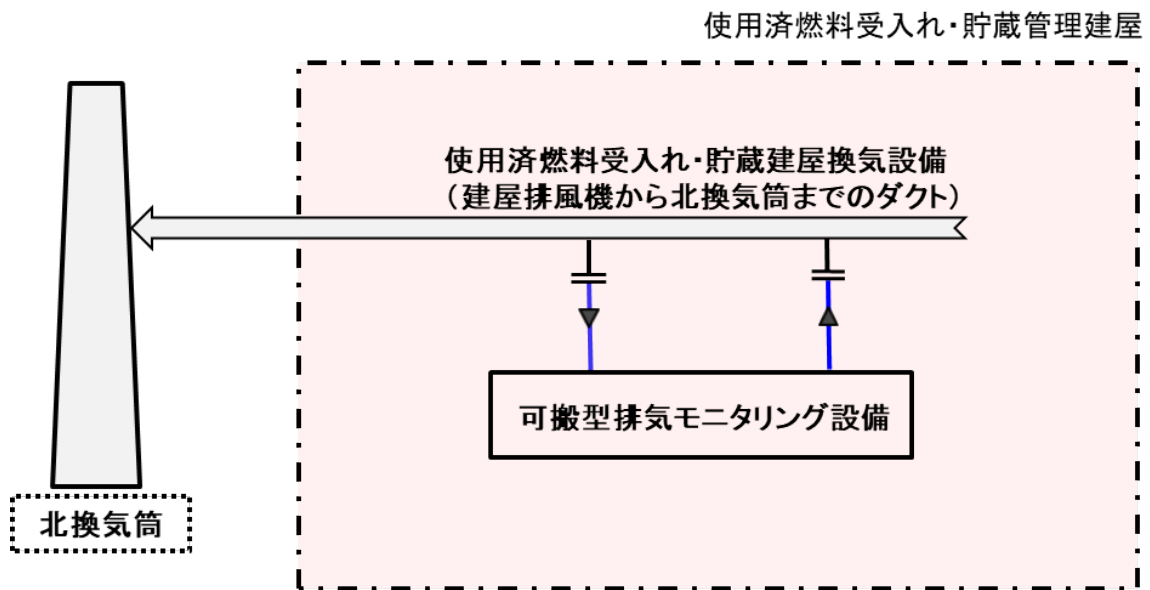 使用済燃料受入れ・貯蔵管理建屋
使用済燃料受入れ・貯蔵建屋換気設備
（建屋排風機から北換気筒までのダクト）
可搬型排気モニタリング設備
北換気筒